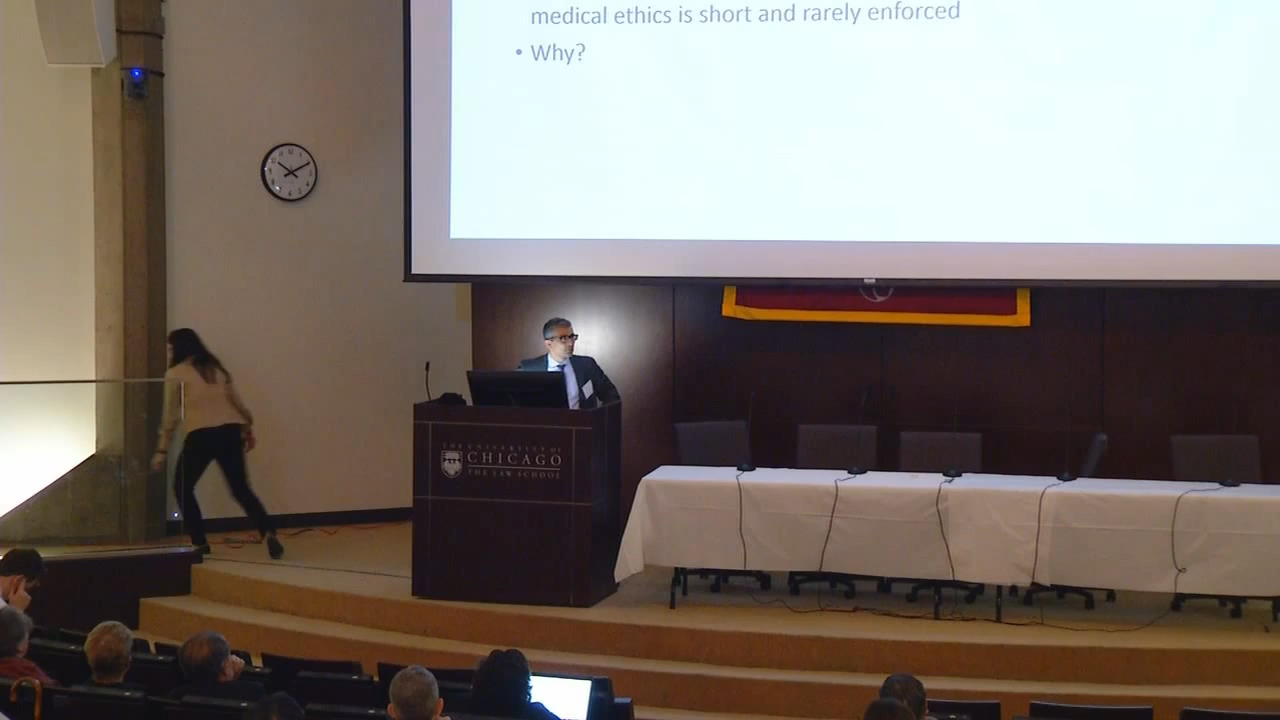 medical ethics is short and rarely enforced
• Why?
THE UNIVERSITY OF
CHICAGO
THE LAW SCHOOL